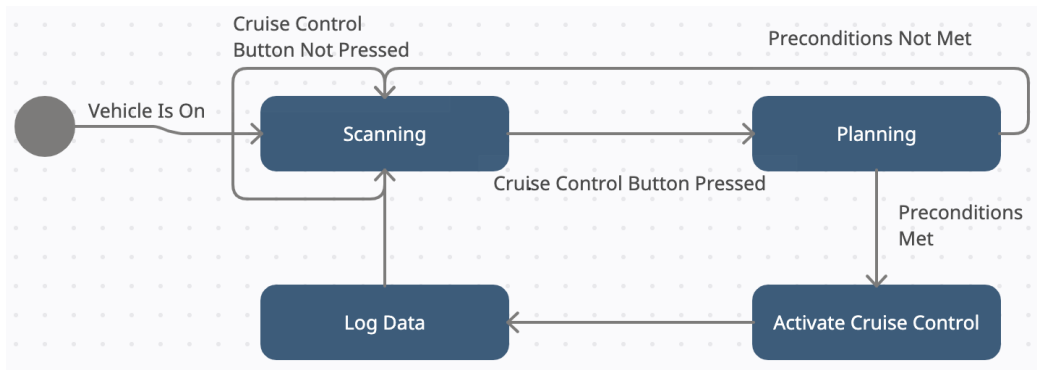 Cruise Control
Button Not Pressed
Preconditions Not Met
Vehicle Is On
Scanning
Planning
Cruise Control Button Pressed
Preconditions
Met
Log Data
Activate Cruise Control